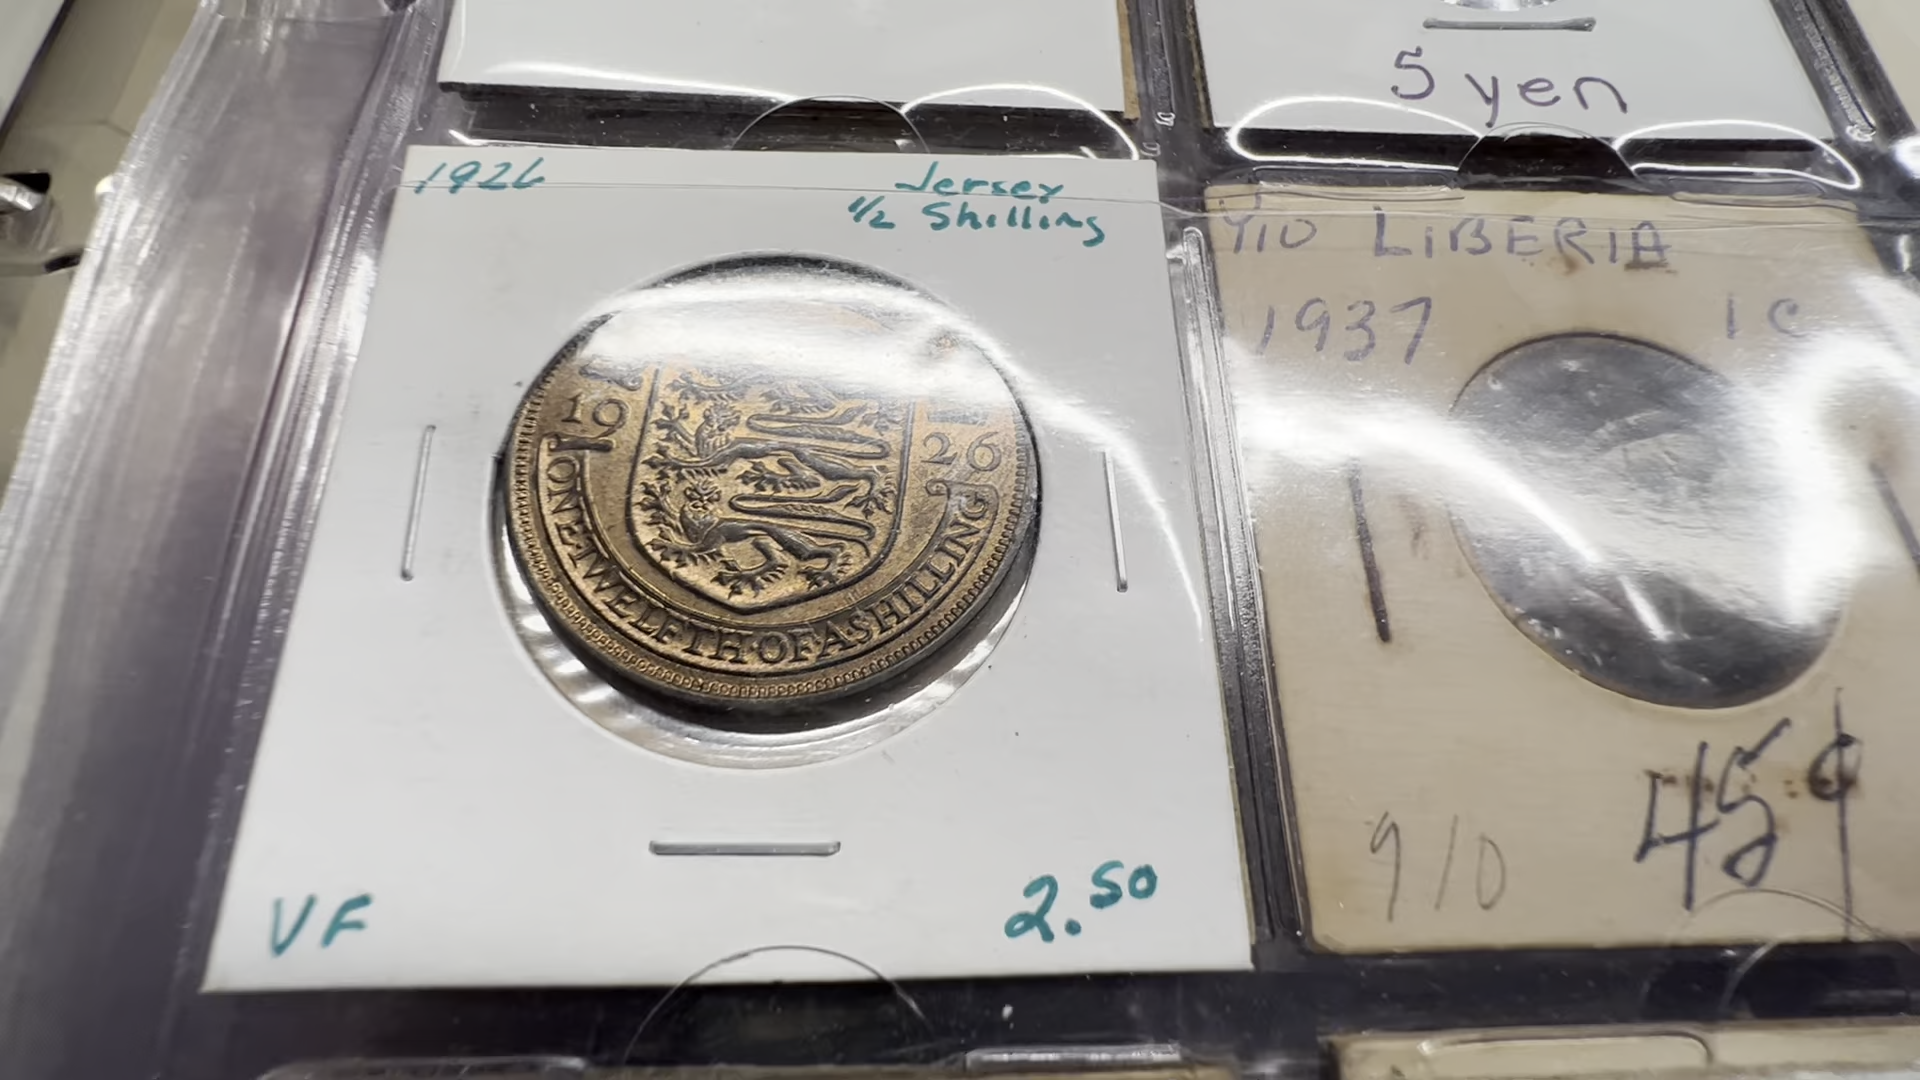 5 yen
1926
Jersey
1/2 Shilling
19 26
ONE·TWELFTH·OF·A·SHILLING
VF
2.50
Y10 LIBERIA
1937 1c
910
45¢